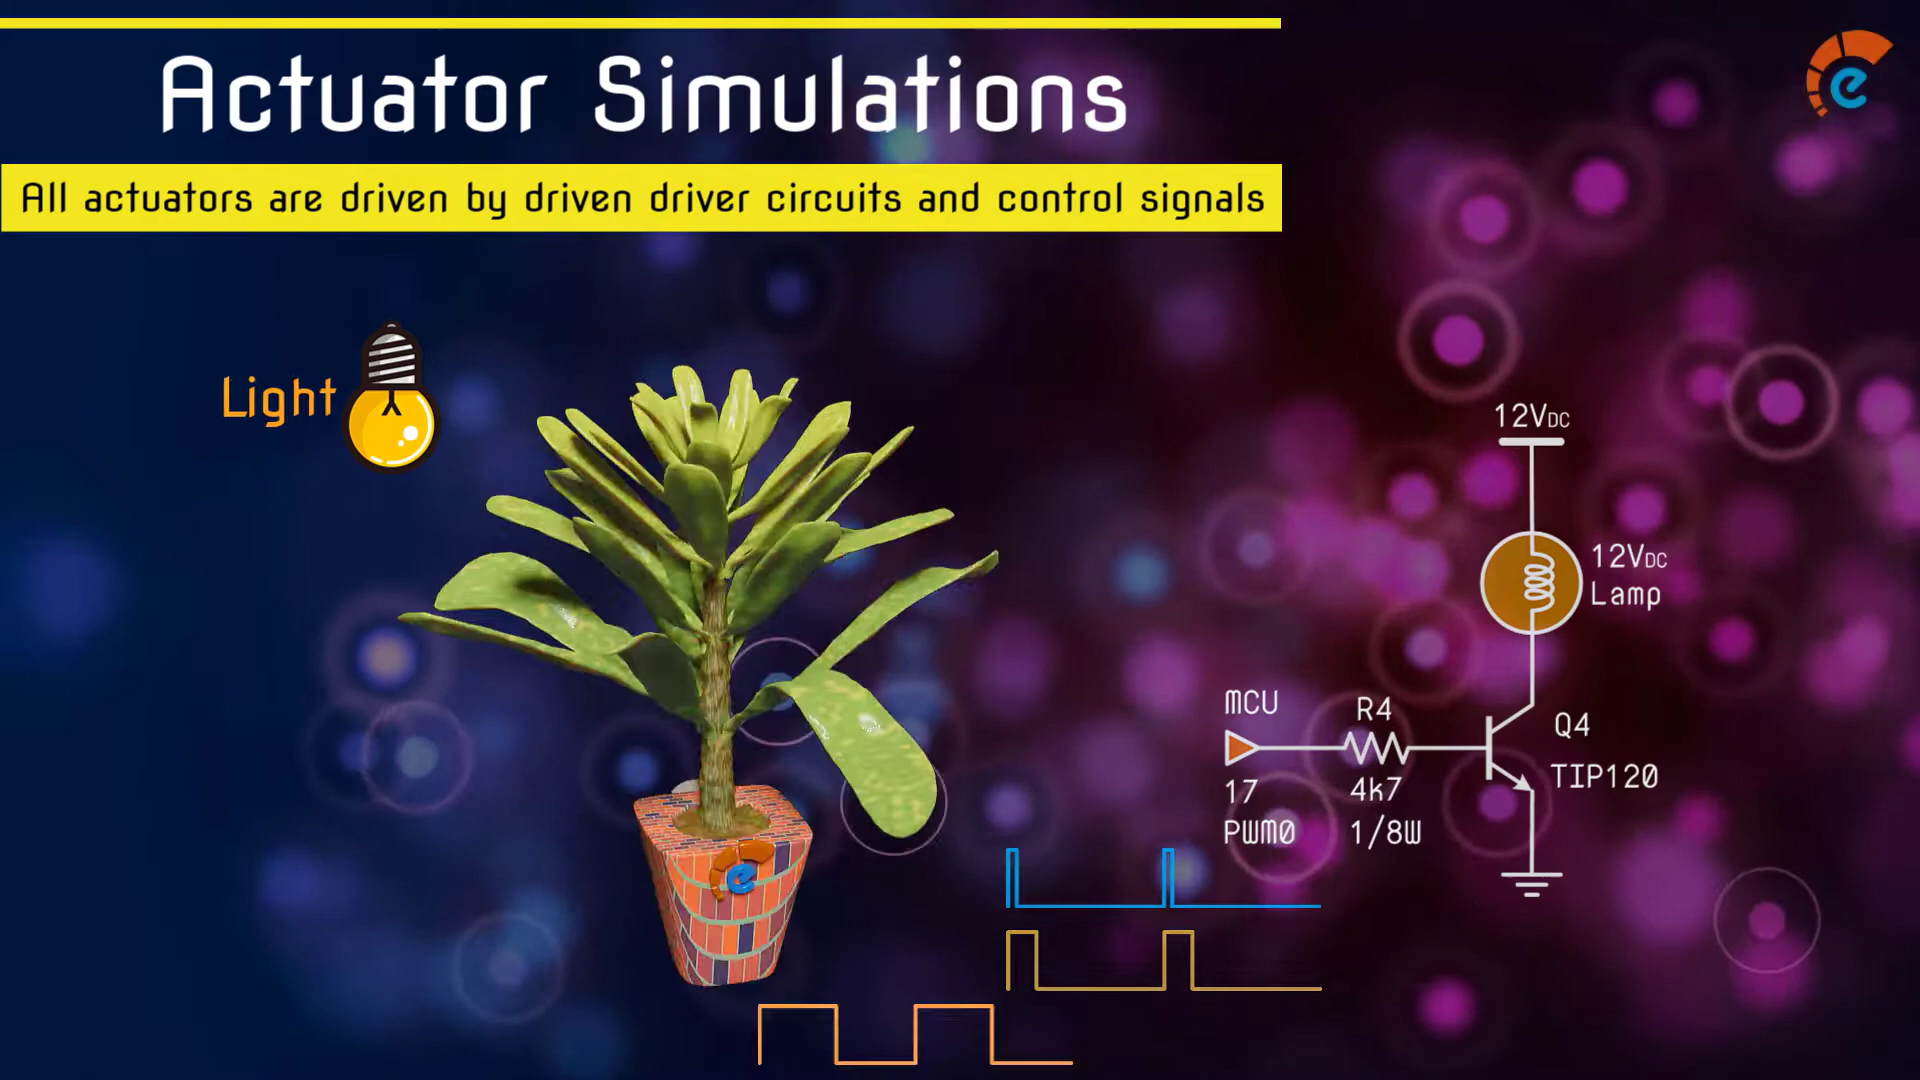 Actuator Simulations
All actuators are driven by driven driver circuits and control signals
Light
12VDC
12VDC
Lamp
MCU
R4
Q4
TIP120
17
4k7
PWM0
1/8W
e
e